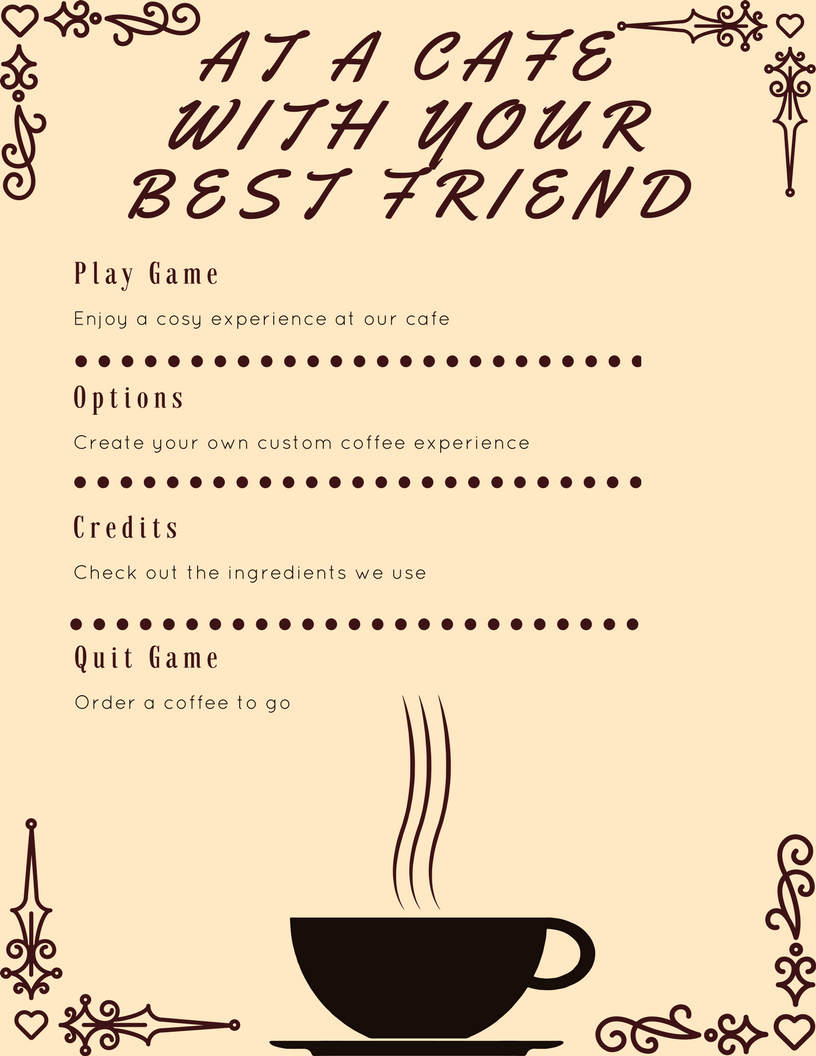 AT A CAFE
WITH YOUR
BEST FRIEND
Play Game
Enjoy a cosy experience at our cafe
Options
Create your own custom coffee experience
Credits
Check out the ingredients we use
Quit Game
Order a coffee to go